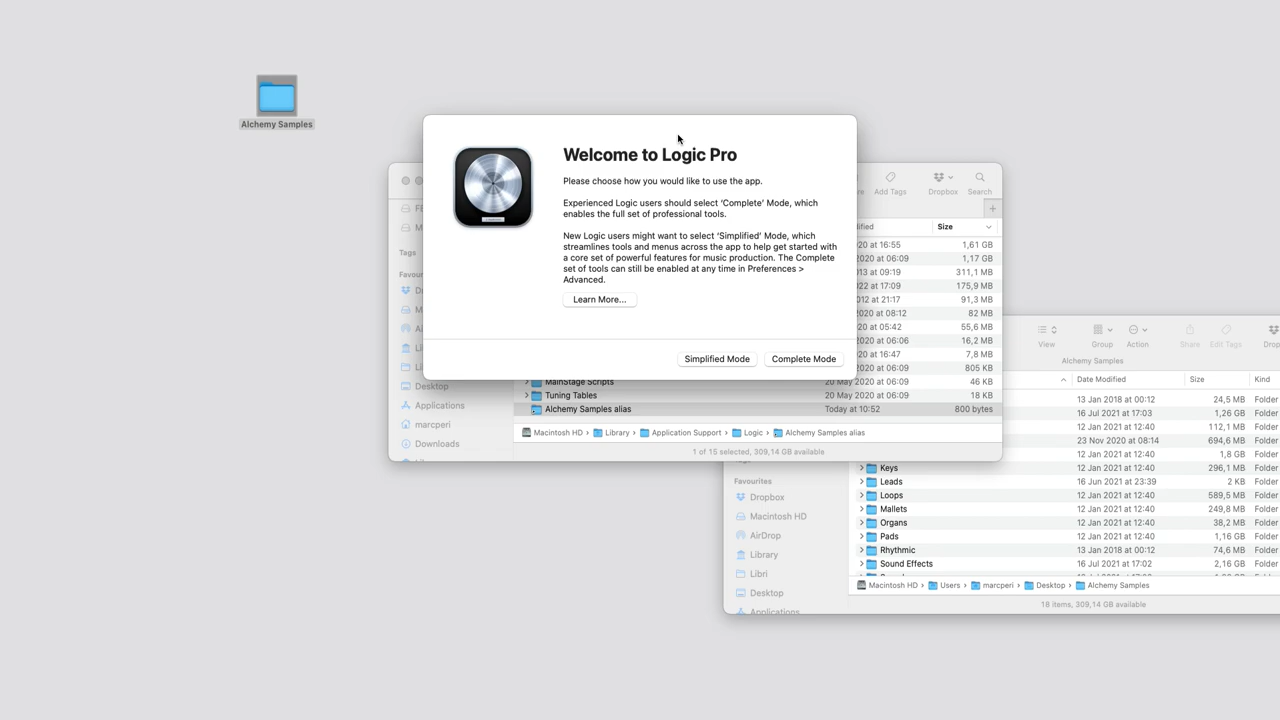 Alchemy Samples
Welcome to Logic Pro
Please choose how you would like to use the app.
Experienced Logic users should select ‘Complete’ Mode, which
enables the full set of professional tools.
New Logic users might want to select ‘Simplified’ Mode, which
streamlines tools and menus across the app to help get started with
a core set of powerful features for music production. The Complete
set of tools can still be enabled at any time in Preferences >
Advanced.
Learn More...
Simplified Mode
Complete Mode
Add Tags
Dropbox
Search
Size
20 at 16:55 1,61 GB
2020 at 06:09 1,17 GB
013 at 09:19 311,1 MB
022 at 17:09 175,9 MB
2012 at 21:17 91,3 MB
2020 at 08:12 82 MB
020 at 05:42 55,6 MB
2020 at 06:06 16,2 MB
20 at 16:47 7,8 MB
2020 at 06:09 805 KB
MainStage Scripts 20 May 2020 at 06:09 46 KB
Tuning Tables 20 May 2020 at 06:09 18 KB
Alchemy Samples alias Today at 10:52 800 bytes
Macintosh HD › Library › Application Support › Logic › Alchemy Samples alias
1 of 15 selected, 309,14 GB available
Tags
Favour
Desktop
Applications
marcperi
Downloads
View
Group
Action
Share
Edit Tags
Drop
Alchemy Samples
Date Modified Size Kind
13 Jan 2018 at 00:12 24,5 MB Folder
16 Jul 2021 at 17:03 1,26 GB Folder
12 Jan 2021 at 12:40 112,1 MB Folder
23 Nov 2020 at 08:14 694,6 MB Folder
12 Jan 2021 at 12:40 1,8 GB Folder
Keys 12 Jan 2021 at 12:40 296,1 MB Folder
Leads 16 Jun 2021 at 23:39 2 KB Folder
Loops 12 Jan 2021 at 12:40 589,5 MB Folder
Mallets 12 Jan 2021 at 12:40 249,8 MB Folder
Organs 12 Jan 2021 at 12:40 38,2 MB Folder
Pads 12 Jan 2021 at 12:40 1,16 GB Folder
Rhythmic 13 Jan 2018 at 00:12 74,6 MB Folder
Sound Effects 16 Jul 2021 at 17:02 2,16 GB Folder
Macintosh HD › Users › marcperi › Desktop › Alchemy Samples
18 items, 309,14 GB available
Favourites
Dropbox
Macintosh HD
AirDrop
Library
Libri
Desktop
Applications